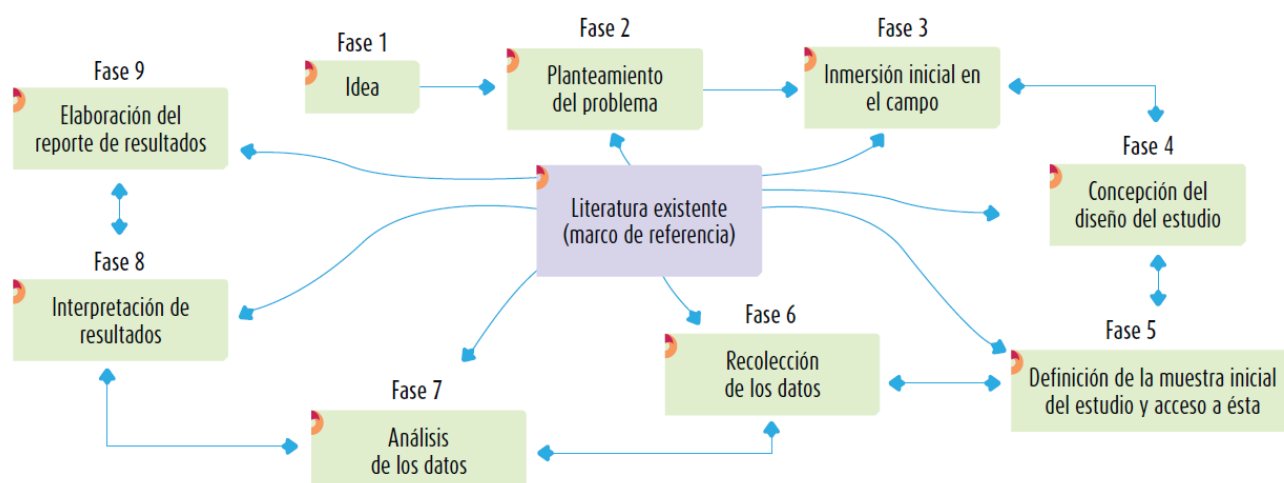 Fase 1
Idea
Fase 2
Planteamiento
del problema
Fase 3
Inmersión inicial en
el campo
Fase 4
Concepción del
diseño del estudio
Fase 5
Definición de la muestra inicial
del estudio y acceso a ésta
Fase 6
Recolección
de los datos
Fase 7
Análisis
de los datos
Fase 8
Interpretación de
resultados
Fase 9
Elaboración del
reporte de resultados
Literatura existente
(marco de referencia)